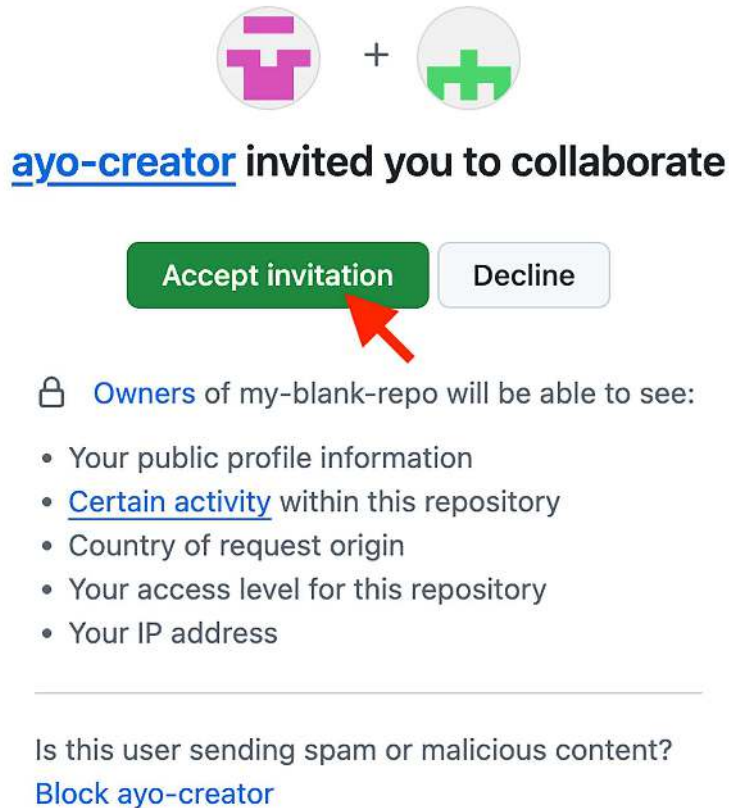 +
ayo-creator invited you to collaborate
Accept invitation Decline
Owners of my-blank-repo will be able to see:
• Your public profile information
• Certain activity within this repository
• Country of request origin
• Your access level for this repository
• Your IP address
Is this user sending spam or malicious content?
Block ayo-creator